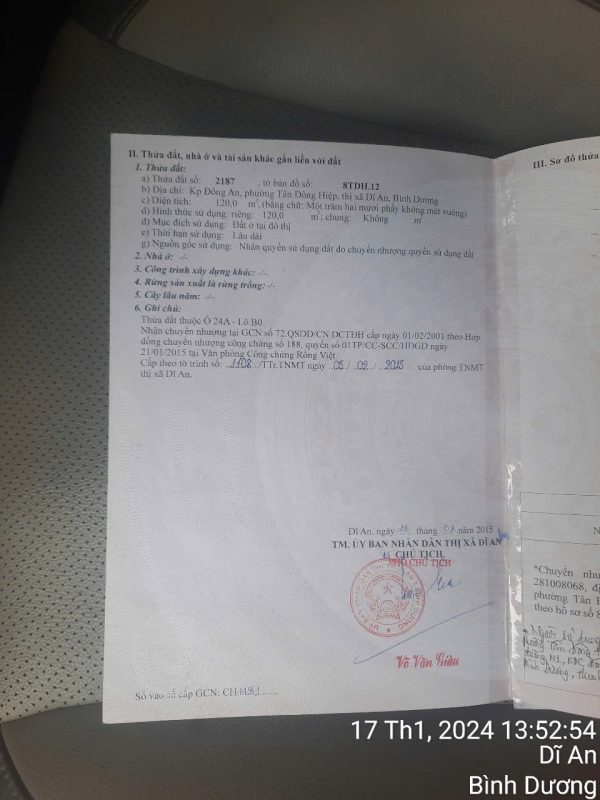 II. Thửa đất, nhà ở và tài sản khác gắn liền với đất
1. Thửa đất:
a) Thửa đất số: 2187 , tờ bản đồ số: 8TDH.12
b) Địa chỉ: Kp Đông An, phường Tân Đông Hiệp, thị xã Dĩ An, Bình Dương
c) Diện tích: 120,0 m², (bằng chữ: Một trăm hai mươi phẩy không mét vuông)
d) Hình thức sử dụng: riêng: 120,0 m²; chung: Không m²
đ) Mục đích sử dụng: Đất ở tại đô thị
e) Thời hạn sử dụng: Lâu dài
g) Nguồn gốc sử dụng: Nhận quyền sử dụng đất do chuyển nhượng quyền sử dụng đất
2. Nhà ở: -/-
3. Công trình xây dựng khác: -/-
4. Rừng sản xuất là rừng trồng:-/-
5. Cây lâu năm: -/-
6. Ghi chú:
Thửa đất thuộc Ô 24A - Lô B0.
Nhận chuyển nhượng tại GCN số 72.QSDĐ/CN.DCTĐH cấp ngày 01/02/2001 theo Hợp
đồng chuyển nhượng công chứng số 188, quyển số 01TP/CC-SCC/HĐGD ngày
21/01/2015 tại Văn phòng Công chứng Rồng Việt.
Cấp theo tờ trình số: 1108 ../TTr.TNMT ngày .05 / .02. / .2015 ... của phòng TNMT
thị xã Dĩ An.
Dĩ An, ngày 10 tháng 02 năm 2015
TM. ỦY BAN NHÂN DÂN THỊ XÃ DĨ AN
CHỦ TỊCH
PHÓ CHỦ TỊCH
Võ Văn Giàu
Số vào sổ cấp GCN: CH14961.......
III. Sơ đồ thửa
*Chuyển như
281008068, đị
phường Tân Đ
theo hồ sơ số 8
17 Th1, 2024 13:52:54
Dĩ An
Bình Dương